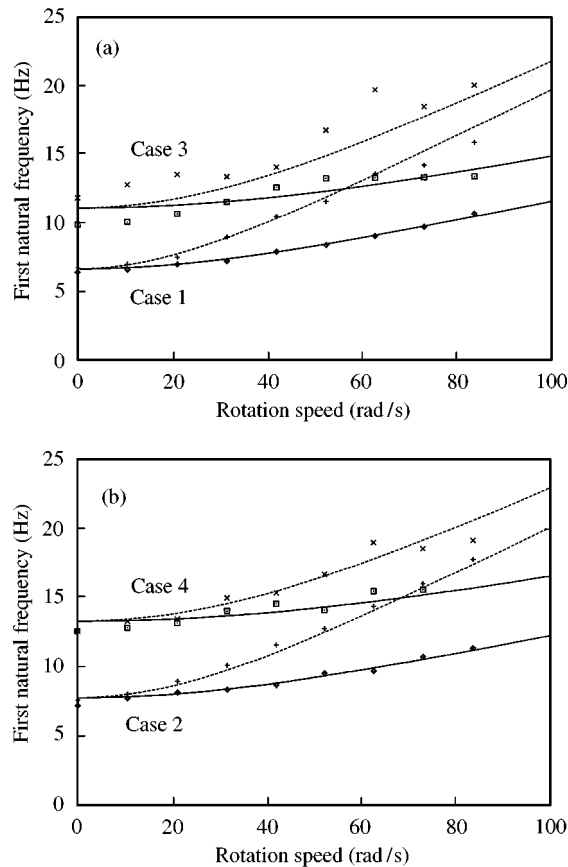 (a)
25
20
15
10
5
0
First natural frequency (Hz)
Case 3
Case 1
0 20 40 60 80 100
Rotation speed (rad/s)
(b)
25
20
15
10
5
0
First natural frequency (Hz)
Case 4
Case 2
0 20 40 60 80 100
Rotation speed (rad/s)